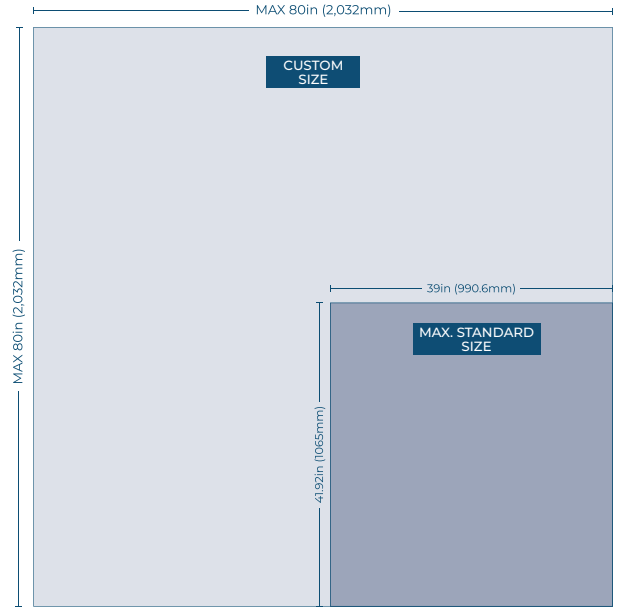 MAX 80in (2,032mm)
CUSTOM
SIZE
MAX 80in (2,032mm)
39in (990.6mm)
MAX. STANDARD
SIZE
41.92in (1065mm)